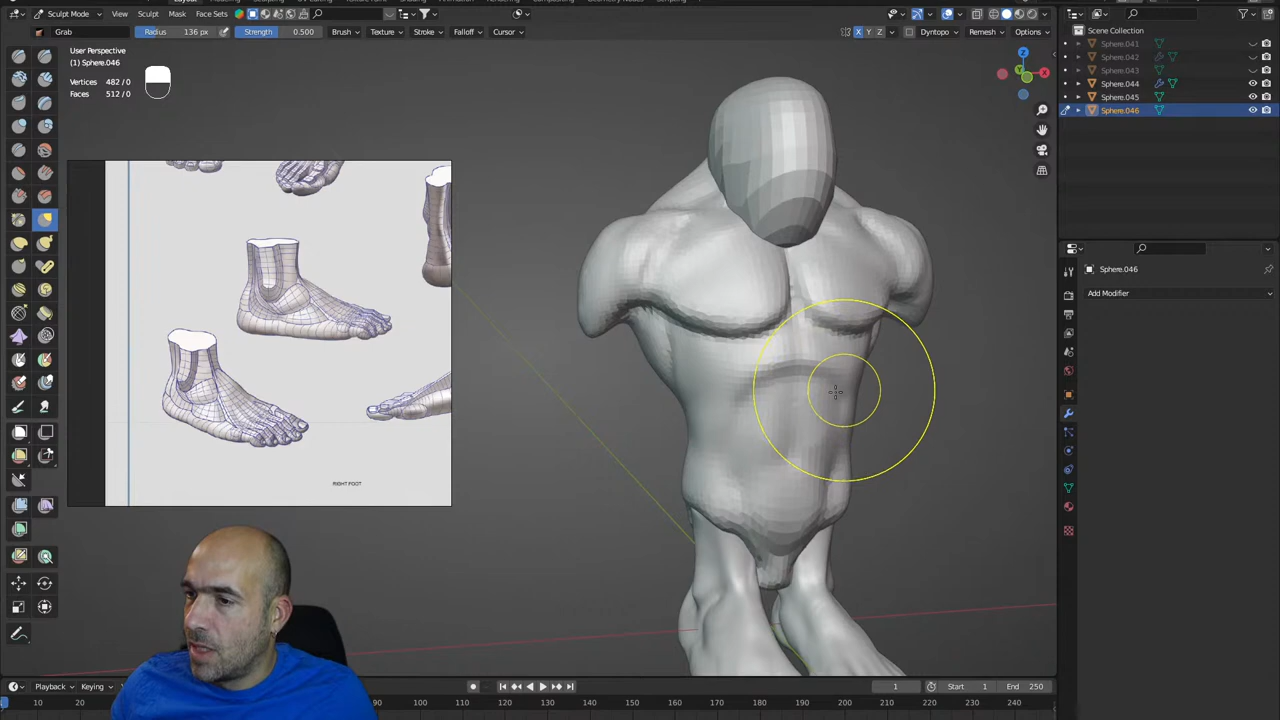 Sculpt Mode View Sculpt Mask Face Sets
Grab Radius 136 px Strength 0.500 Brush Texture Stroke Falloff Cursor X Y Z Dyntopo Remesh Options
User Perspective
(1) Sphere.046
Vertices 482 / 0
Faces 512 / 0
RIGHT FOOT
Z
X
Y
Scene Collection
Sphere.041
Sphere.042
Sphere.043
Sphere.044
Sphere.045
Sphere.046
Sphere.046
Add Modifier
Playback Keying 1 Start 1 End 250
10 20 80 90 100 110 120 130 140 150 160 170 180 190 200 210 220 230 240